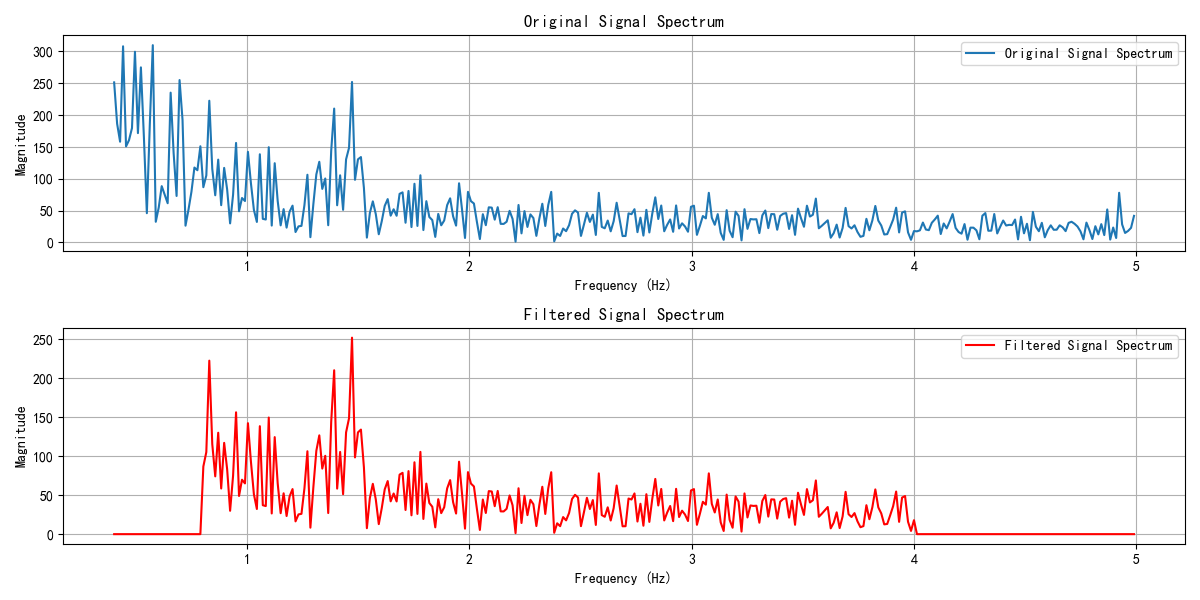 Original Signal Spectrum
300
250
200
150
100
50
0
Magnitude
Original Signal Spectrum
1 2 3 4 5
Frequency (Hz)
Filtered Signal Spectrum
250
200
150
100
50
0
Magnitude
Filtered Signal Spectrum
1 2 3 4 5
Frequency (Hz)